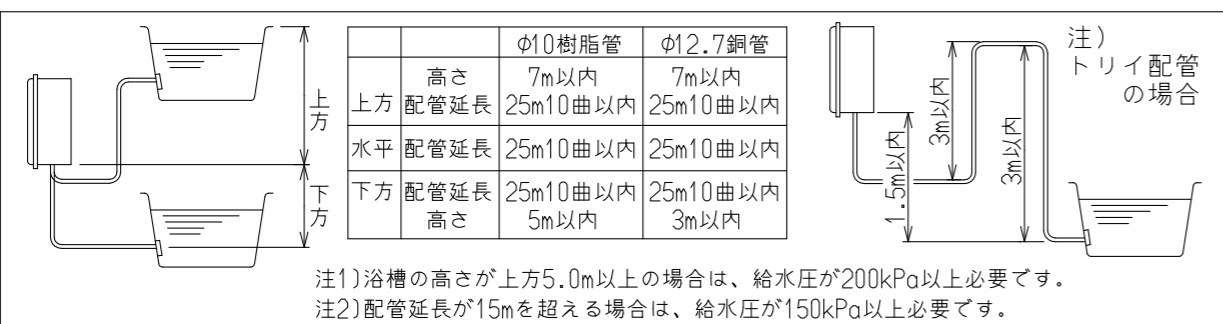 上方
下方
φ10樹脂管 φ12.7銅管
上方 高さ 7m以内 7m以内
配管延長 25m10曲以内 25m10曲以内
水平 配管延長 25m10曲以内 25m10曲以内
下方 配管延長 25m10曲以内 25m10曲以内
高さ 5m以内 3m以内
1.5m以内
3m以内
3m以内
注)
トリイ配管
の場合
注1)浴槽の高さが上方5.0m以上の場合は、給水圧が200kPa以上必要です。
注2)配管延長が15mを超える場合は、給水圧が150kPa以上必要です。